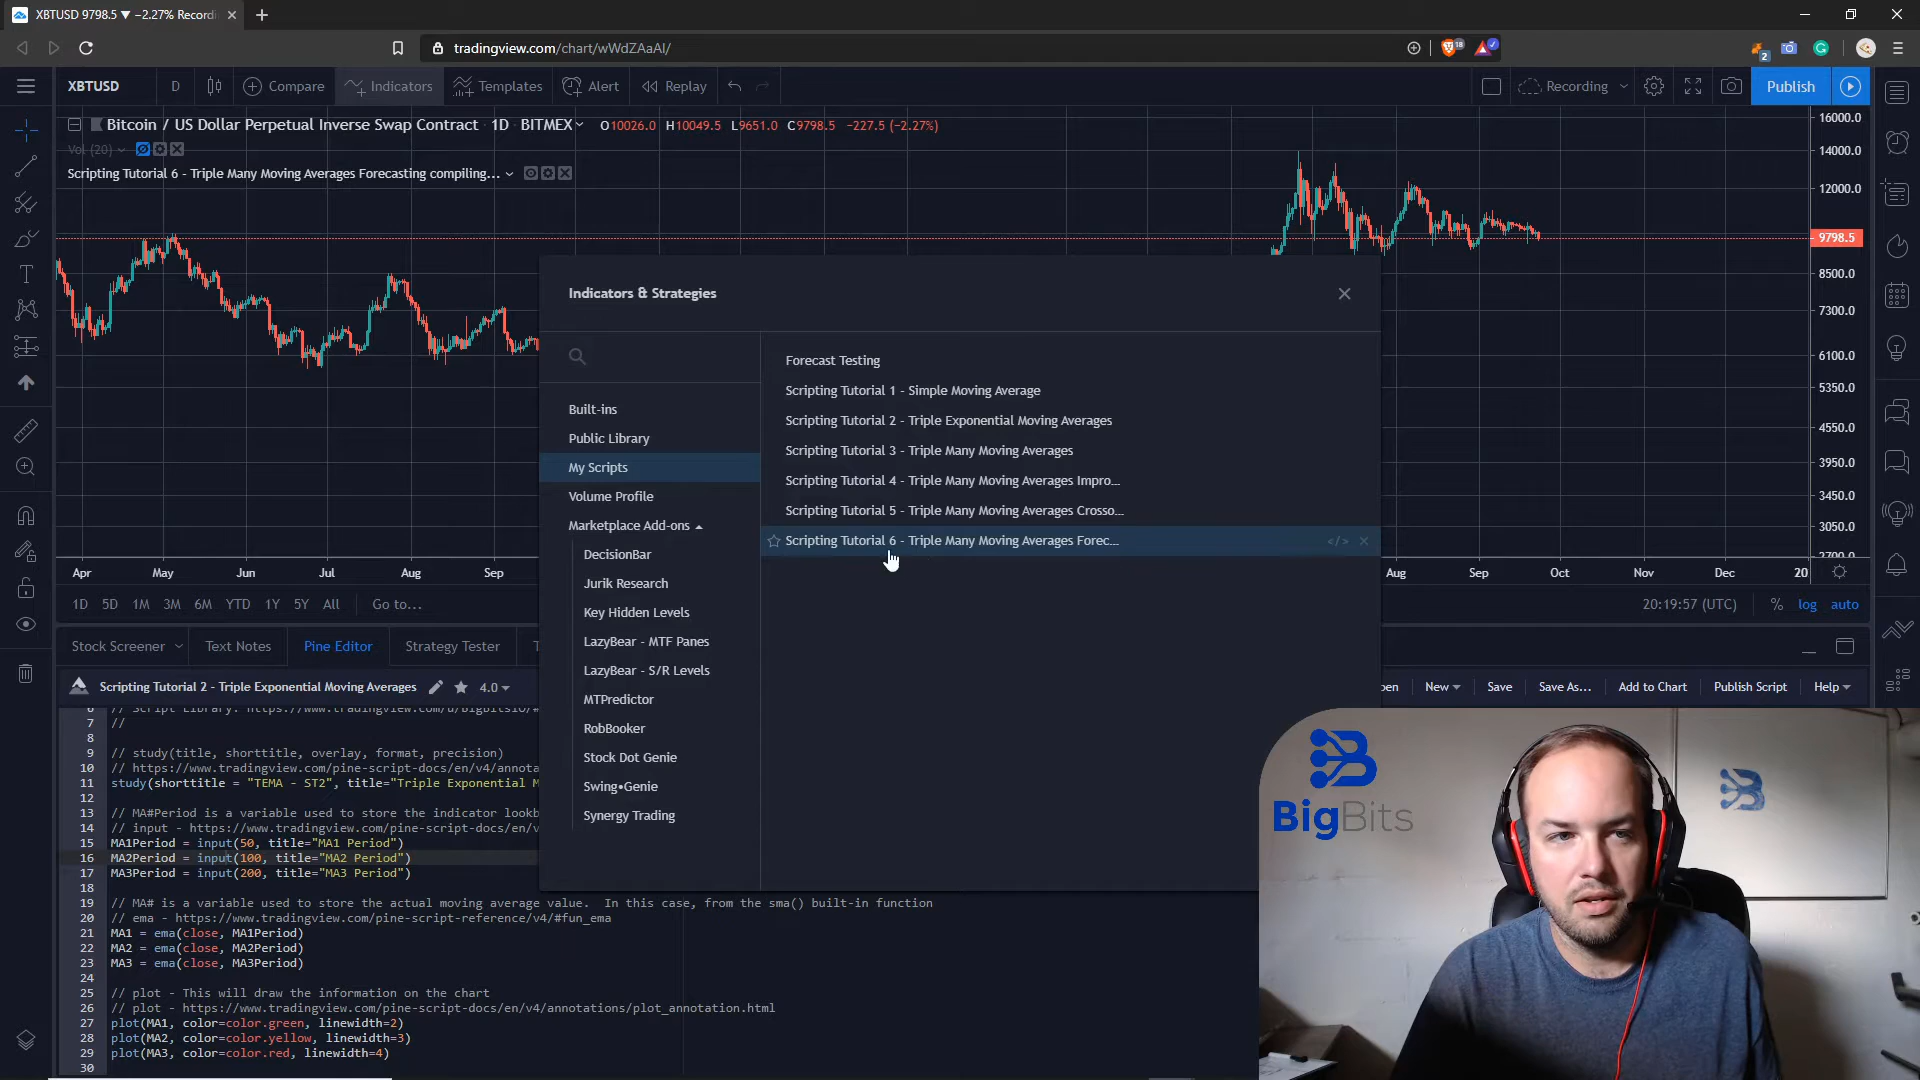 XBTUSD 9798.5 ▼ −2.27% Recordi
tradingview.com/chart/wWdZAaAI/
18
2
XBTUSD
D
Compare
Indicators
Templates
Alert
Replay
Recording
Publish
Bitcoin / US Dollar Perpetual Inverse Swap Contract · 1D · BITMEX
O10026.0 H10049.5 L9651.0 C9798.5 −227.5 (−2.27%)
Vol (20)
Scripting Tutorial 6 - Triple Many Moving Averages Forecasting compiling...
16000.0
14000.0
12000.0
9798.5
8500.0
7300.0
6100.0
5350.0
4550.0
3950.0
3450.0
3050.0
2700.0
Indicators & Strategies
Built-ins
Public Library
My Scripts
Volume Profile
Marketplace Add-ons
DecisionBar
Jurik Research
Key Hidden Levels
LazyBear - MTF Panes
LazyBear - S/R Levels
MTPredictor
RobBooker
Stock Dot Genie
Swing•Genie
Synergy Trading
Forecast Testing
Scripting Tutorial 1 - Simple Moving Average
Scripting Tutorial 2 - Triple Exponential Moving Averages
Scripting Tutorial 3 - Triple Many Moving Averages
Scripting Tutorial 4 - Triple Many Moving Averages Impro...
Scripting Tutorial 5 - Triple Many Moving Averages Crosso...
Scripting Tutorial 6 - Triple Many Moving Averages Forec...
Apr May Jun Jul Aug Sep
Aug Sep Oct Nov Dec 20
1D 5D 1M 3M 6M YTD 1Y 5Y All Go to...
20:19:57 (UTC) % log auto
Stock Screener
Text Notes
Pine Editor
Strategy Tester
Scripting Tutorial 2 - Triple Exponential Moving Averages
4.0
pen
New
Save
Save As...
Add to Chart
Publish Script
Help
6 // Script Library: https://www.tradingview.com/u/BigBitsIO/#
7 //
8
9 // study(title, shorttitle, overlay, format, precision)
10 // https://www.tradingview.com/pine-script-docs/en/v4/annota
11 study(shorttitle = "TEMA - ST2", title="Triple Exponential M
12
13 // MA#Period is a variable used to store the indicator lookb
14 // input - https://www.tradingview.com/pine-script-docs/en/v
15 MA1Period = input(50, title="MA1 Period")
16 MA2Period = input(100, title="MA2 Period")
17 MA3Period = input(200, title="MA3 Period")
18
19 // MA# is a variable used to store the actual moving average value.  In this case, from the sma() built-in function
20 // ema - https://www.tradingview.com/pine-script-reference/v4/#fun_ema
21 MA1 = ema(close, MA1Period)
22 MA2 = ema(close, MA2Period)
23 MA3 = ema(close, MA3Period)
24
25 // plot - This will draw the information on the chart
26 // plot - https://www.tradingview.com/pine-script-docs/en/v4/annotations/plot_annotation.html
27 plot(MA1, color=color.green, linewidth=2)
28 plot(MA2, color=color.yellow, linewidth=3)
29 plot(MA3, color=color.red, linewidth=4)
30
BigBits